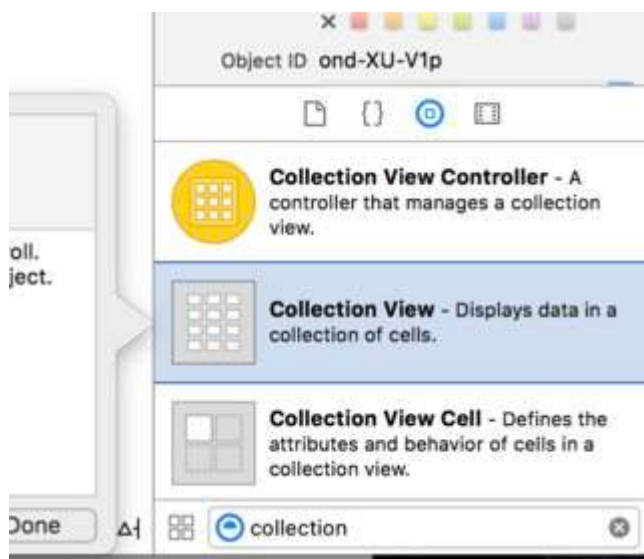 Object ID ond-XU-V1p
Collection View Controller - A
controller that manages a collection
view.
oll.
ject.
Collection View - Displays data in a
collection of cells.
Collection View Cell - Defines the
attributes and behavior of cells in a
collection view.
Done
collection